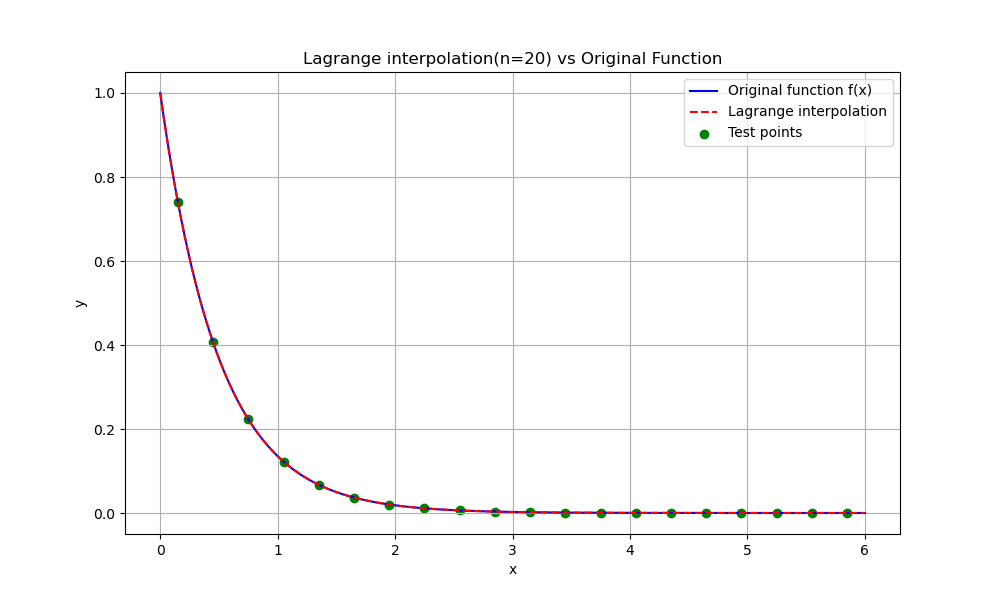 Lagrange interpolation(n=20) vs Original Function
Original function f(x)
Lagrange interpolation
Test points
1.0
0.8
0.6
0.4
0.2
0.0
y
0 1 2 3 4 5 6
x